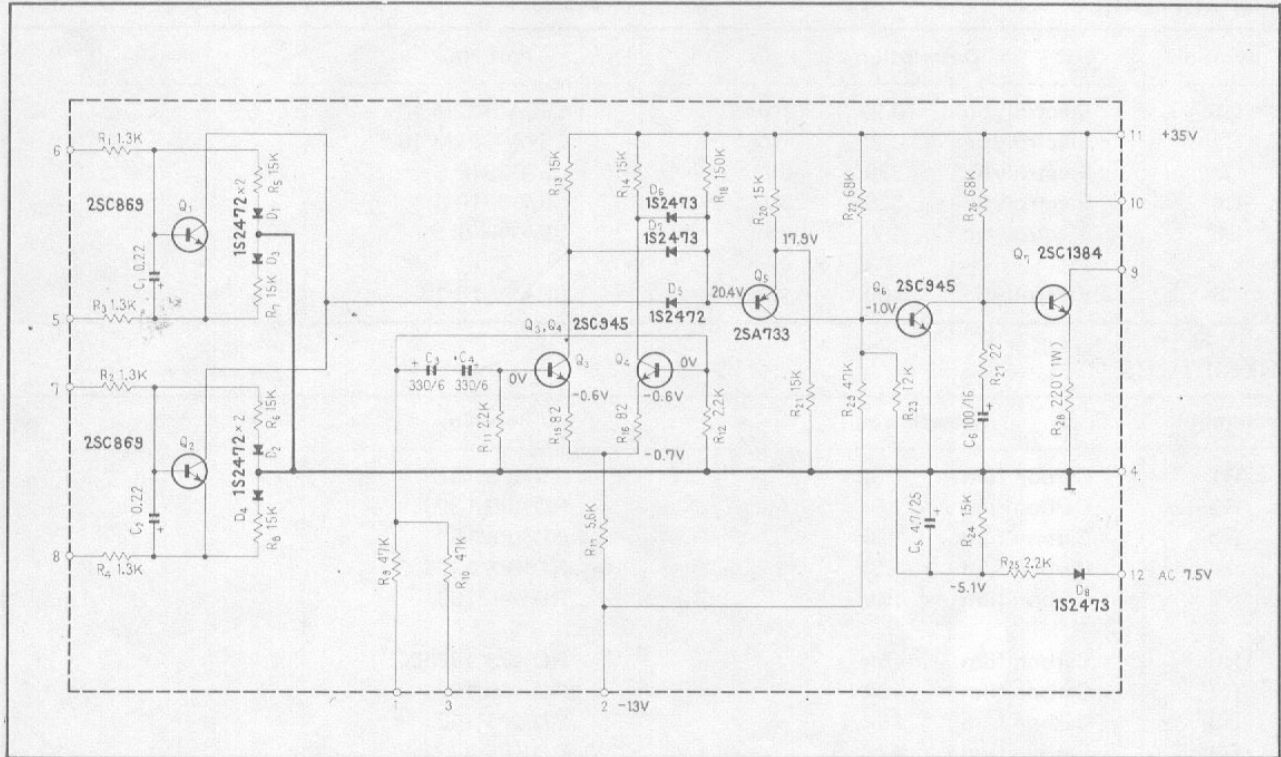 6
R₁ 1.3K
R₅ 15K
2SC869
Q₁
1S2472×2
D₁
D₃
C₁ 0.22
+
R₇ 15K
5
R₃ 1.3K
7
R₂ 1.3K
R₆ 15K
2SC869
Q₂
1S2472×2
D₂
D₄
C₂ 0.22
+
R₈ 15K
8
R₄ 1.3K
R₁₃ 15K
R₁₄ 15K
R₁₈ 150K
D₆
1S2473
D₇
1S2473
D₅
1S2472
Q₃, Q₄ 2SC945
+ C₃
330/6
C₄
330/6
0V
Q₃
Q₄
0V
-0.6V
-0.6V
R₁₁ 2.2K
R₁₅ 82
R₁₆ 82
R₁₂ 2.2K
-0.7V
R₉ 47K
R₁₀ 47K
R₁₇ 5.6K
1
3
2
-13V
R₂₀ 15K
17.9V
20.4V
Q₅
2SA733
R₂₁ 15K
R₂₂ 68K
R₂₆ 68K
Q₆ 2SC945
-1.0V
R₂₃ 12K
R₂₇ 22
C₆ 100/16
+
Q₇ 2SC1384
R₂₈ 220 (1W)
C₅ 4.7/25
+
R₂₄ 15K
-5.1V
R₂₅ 2.2K
D₈
1S2473
11 +35V
10
9
4
12 AC 7.5V